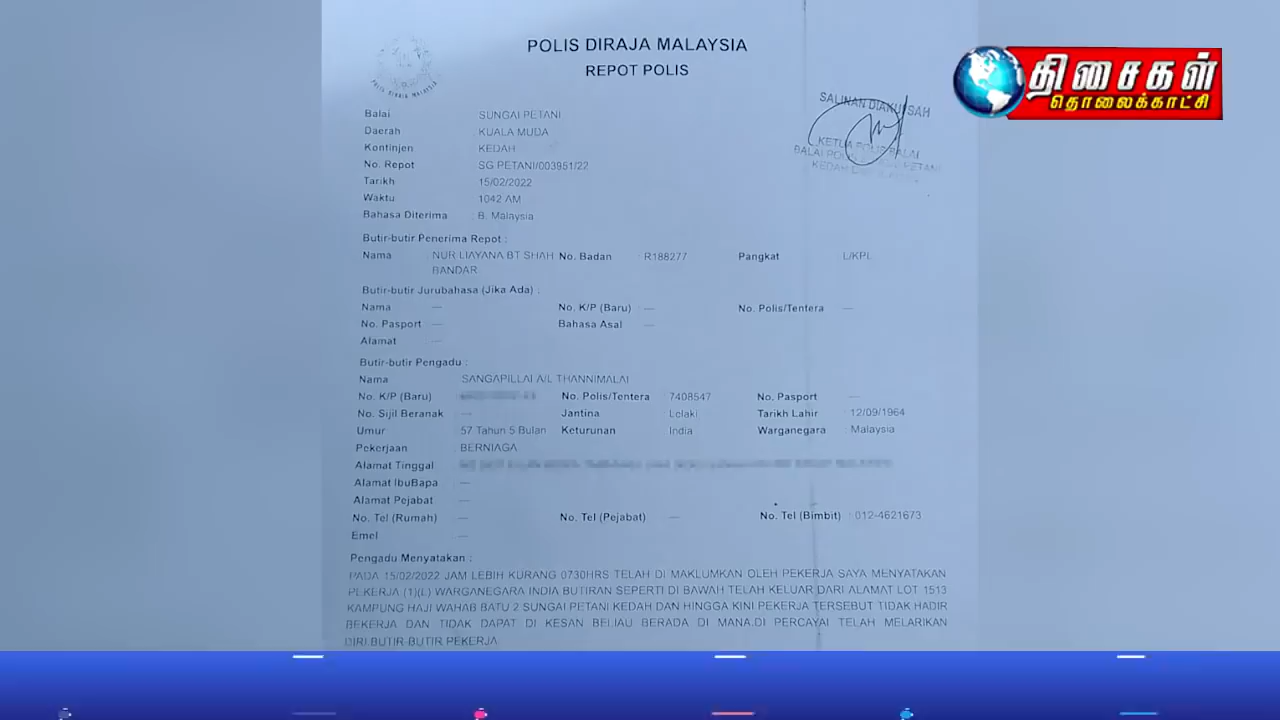 POLIS DIRAJA MALAYSIA
REPOT POLIS
திசைகள்
தொலைக்காட்சி
POLIS DIRAJA MALAYSIA
SALINAN DIAKUI SAH
KETUA POLIS BALAI
BALAI POLIS PETANI
KEDAH
Balai SUNGAI PETANI
Daerah KUALA MUDA
Kontinjen KEDAH
No. Repot SG PETANI/003951/22
Tarikh 15/02/2022
Waktu 1042 AM
Bahasa Diterima : B. Malaysia
Butir-butir Penerima Repot :
Nama : NUR LIAYANA BT SHAH BANDAR No. Badan : R188277 Pangkat L/KPL
Butir-butir Jurubahasa (Jika Ada) :
Nama : --- No. K/P (Baru) : --- No. Polis/Tentera : ---
No. Pasport : --- Bahasa Asal : ---
Alamat : ---
Butir-butir Pengadu :
Nama SANGAPILLAI A/L THANNIMALAI
No. K/P (Baru) No. Polis/Tentera : 7408547 No. Pasport : ---
No. Sijil Beranak : --- Jantina : Lelaki Tarikh Lahir : 12/09/1964
Umur : 57 Tahun 5 Bulan Keturunan : India Warganegara : Malaysia
Pekerjaan : BERNIAGA
Alamat Tinggal
Alamat IbuBapa : ---
Alamat Pejabat : ---
No. Tel (Rumah) : --- No. Tel (Pejabat) : --- No. Tel (Bimbit) : 012-4621673
Emel : ---
Pengadu Menyatakan :
PADA 15/02/2022 JAM LEBIH KURANG 0730HRS TELAH DI MAKLUMKAN OLEH PEKERJA SAYA MENYATAKAN
PEKERJA (1)(L) WARGANEGARA INDIA BUTIRAN SEPERTI DI BAWAH TELAH KELUAR DARI ALAMAT LOT 1513
KAMPUNG HAJI WAHAB BATU 2 SUNGAI PETANI KEDAH DAN HINGGA KINI PEKERJA TERSEBUT TIDAK HADIR
BEKERJA DAN TIDAK DAPAT DI KESAN BELIAU BERADA DI MANA.DI PERCAYAI TELAH MELARIKAN
DIRI.BUTIR-BUTIR PEKERJA